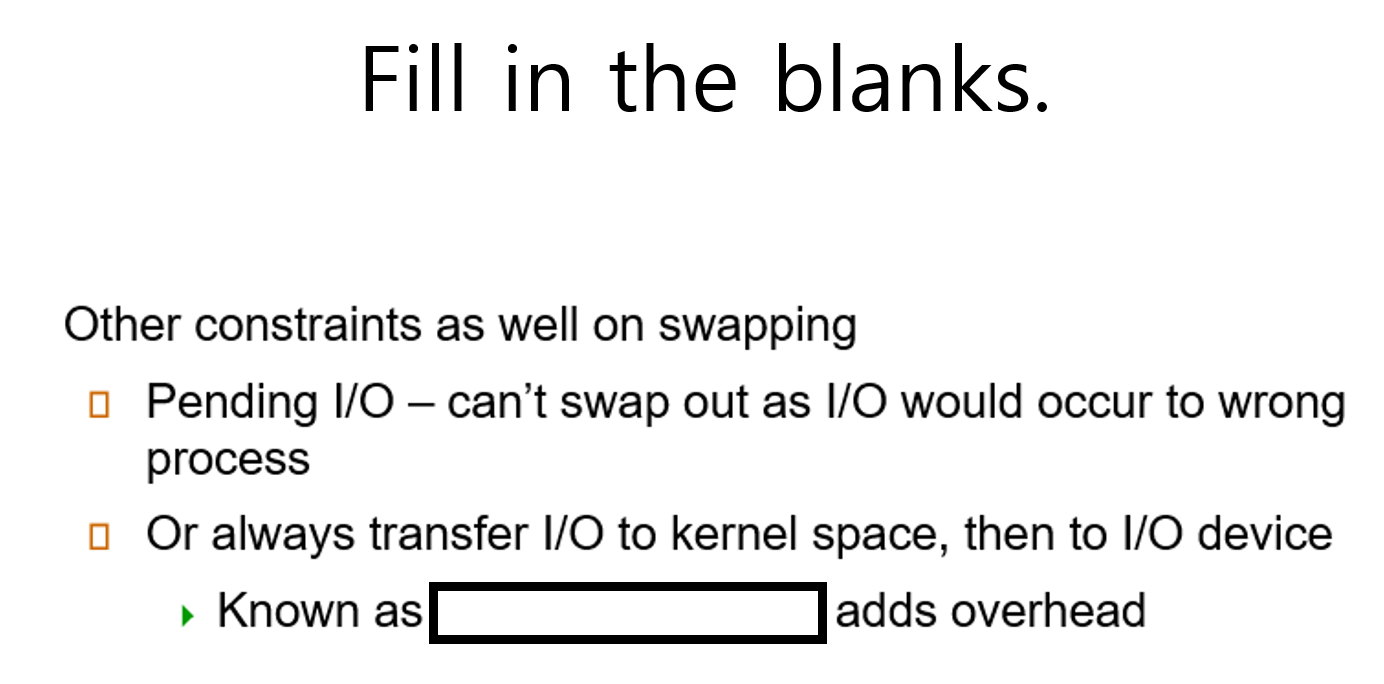 Fill in the blanks.
Other constraints as well on swapping
Pending I/O – can’t swap out as I/O would occur to wrong
process
Or always transfer I/O to kernel space, then to I/O device
Known as adds overhead